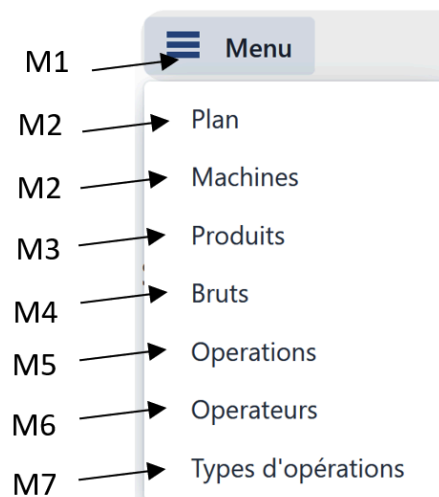 M1 Menu
M2 Plan
M2 Machines
M3 Produits
M4 Bruts
M5 Operations
M6 Operateurs
M7 Types d'opérations